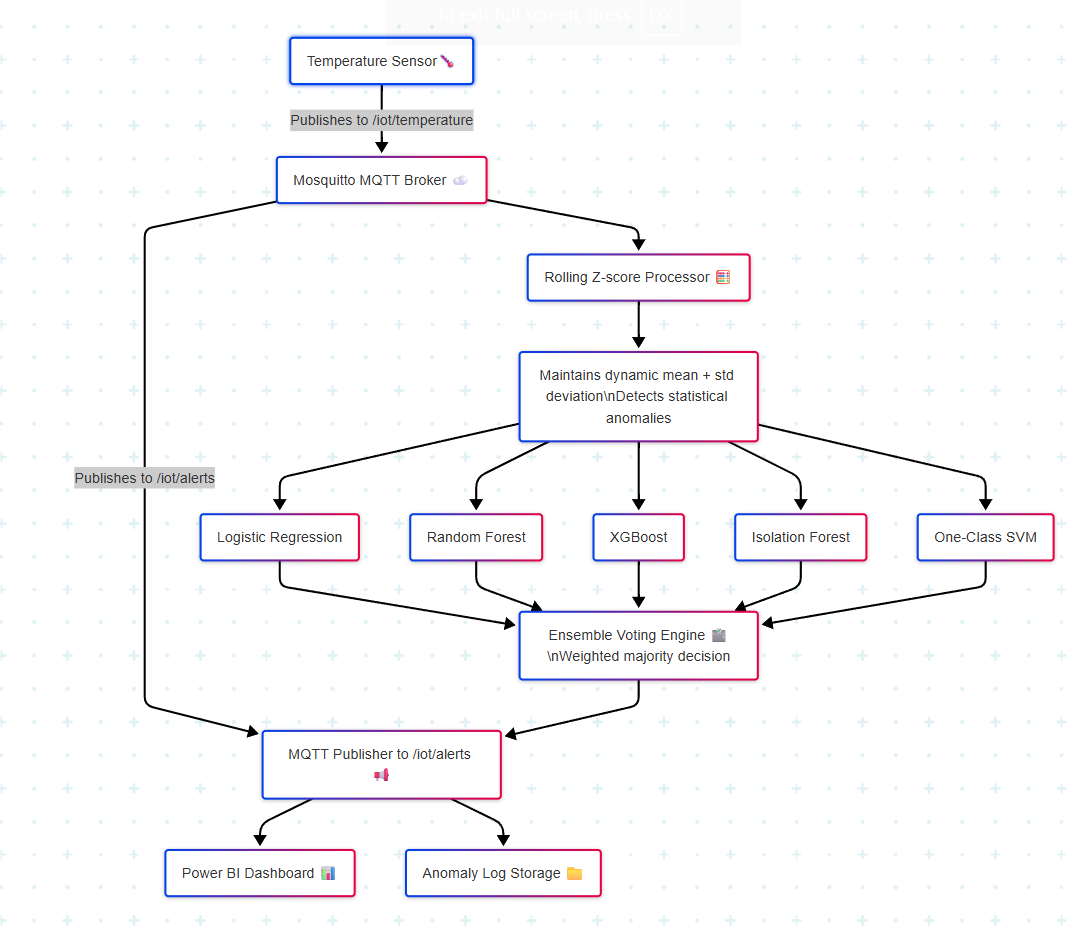 To exit full screen, press Esc
Temperature Sensor
Publishes to /iot/temperature
Mosquitto MQTT Broker
Rolling Z-score Processor
Maintains dynamic mean + std
deviation\nDetects statistical
anomalies
Publishes to /iot/alerts
Logistic Regression
Random Forest
XGBoost
Isolation Forest
One-Class SVM
Ensemble Voting Engine
\nWeighted majority decision
MQTT Publisher to /iot/alerts
Power BI Dashboard
Anomaly Log Storage